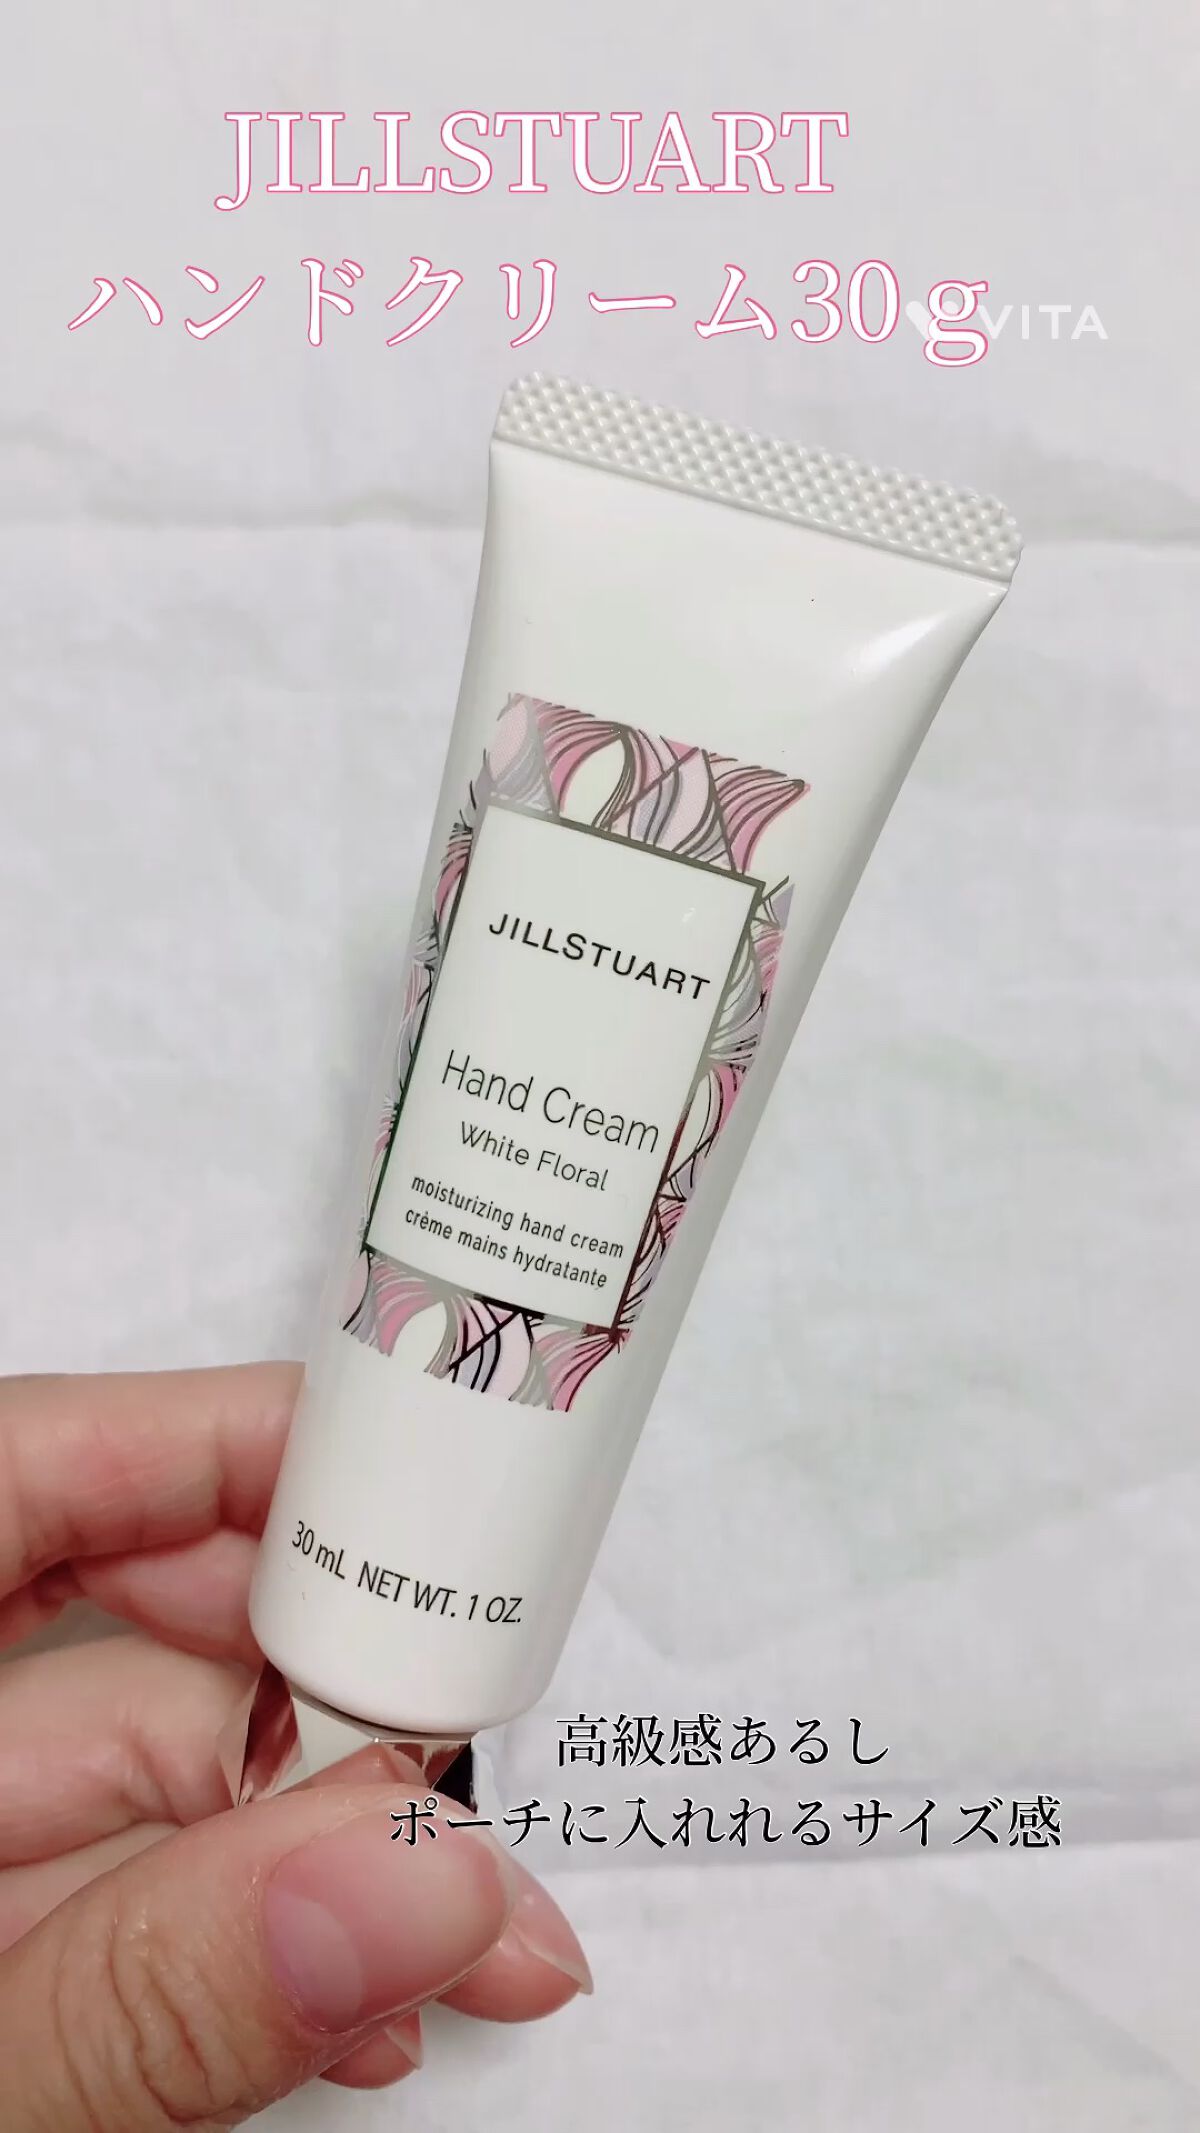 JILLSTUART
ハンドクリーム30g
VITA
JILLSTUART
Hand Cream
White Floral
moisturizing hand cream
crème mains hydratante
30 mL NET WT. 1 OZ.
高級感あるし
ポーチに入れれるサイズ感